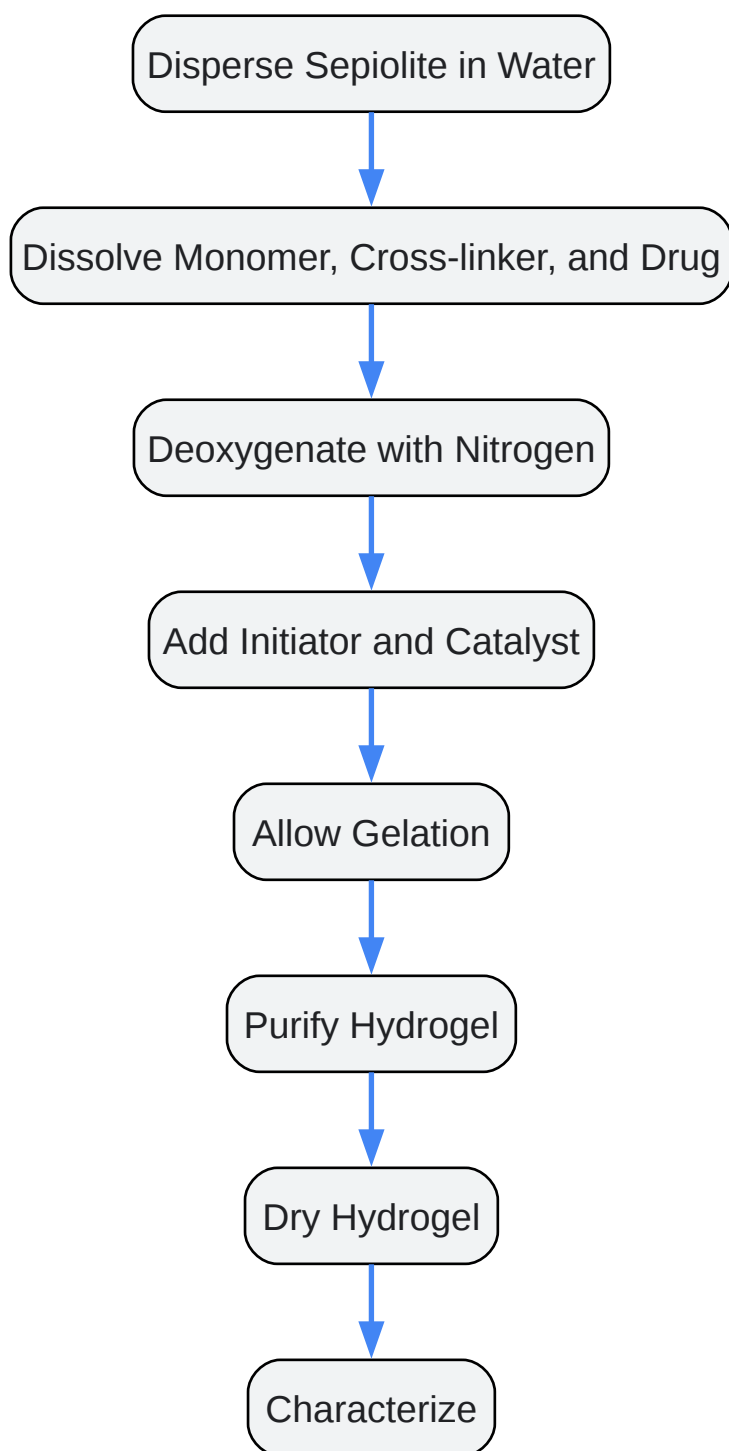 Disperse Sepiolite in Water
Dissolve Monomer, Cross-linker, and Drug
Deoxygenate with Nitrogen
Add Initiator and Catalyst
Allow Gelation
Purify Hydrogel
Dry Hydrogel
Characterize